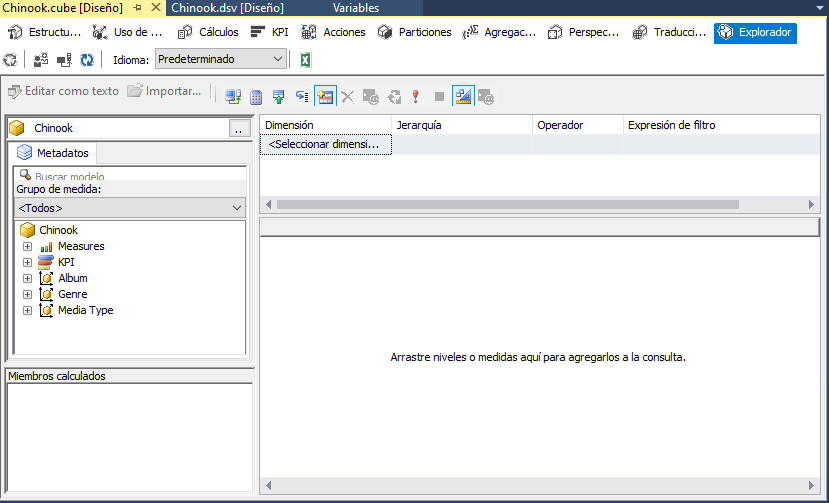 Chinook.cube [Diseño] Chinook.dsv [Diseño] Variables
Estructu... Uso de ... Cálculos KPI Acciones Particiones Agregac... Perspec... Traducci... Explorador
Idioma: Predeterminado
Editar como texto Importar...
Chinook ..
Metadatos
Buscar modelo
Grupo de medida:
<Todos>
Chinook
Measures
KPI
Album
Genre
Media Type
Miembros calculados
Dimensión Jerarquía Operador Expresión de filtro
<Seleccionar dimensi...
Arrastre niveles o medidas aquí para agregarlos a la consulta.